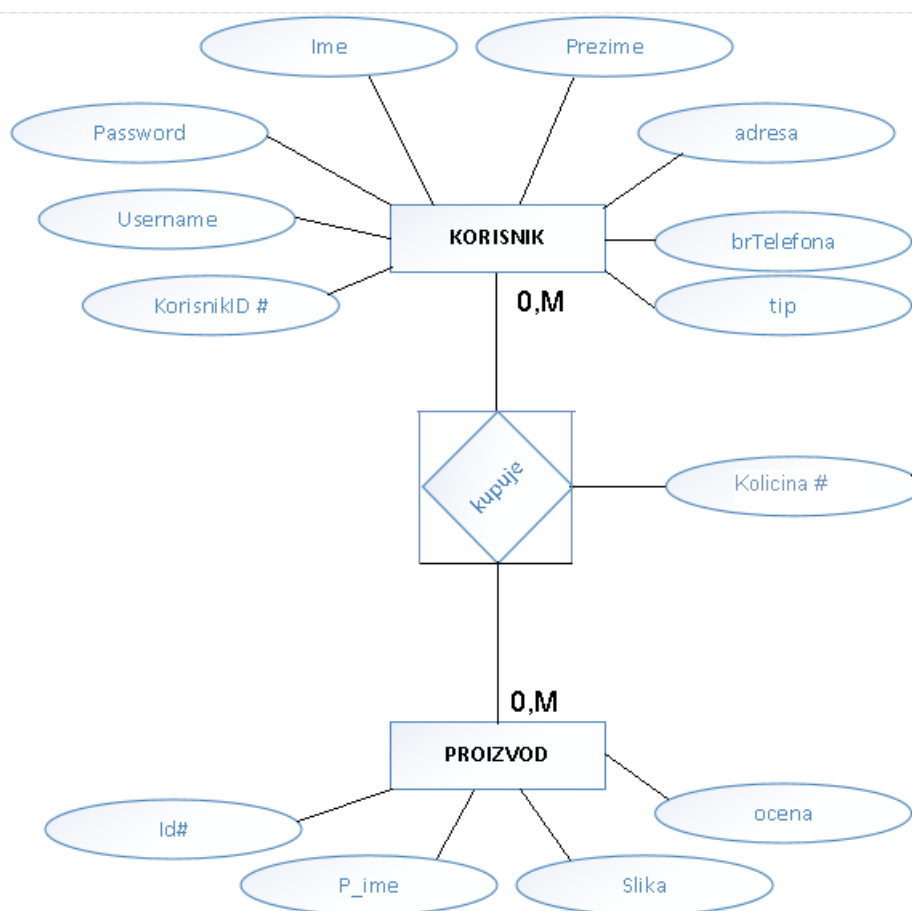 Ime
Prezime
Password
adresa
Username
KORISNIK
brTelefona
KorisnikID #
0,M
tip
kupuje
Kolicina #
0,M
PROIZVOD
Id#
ocena
P_ime
Slika